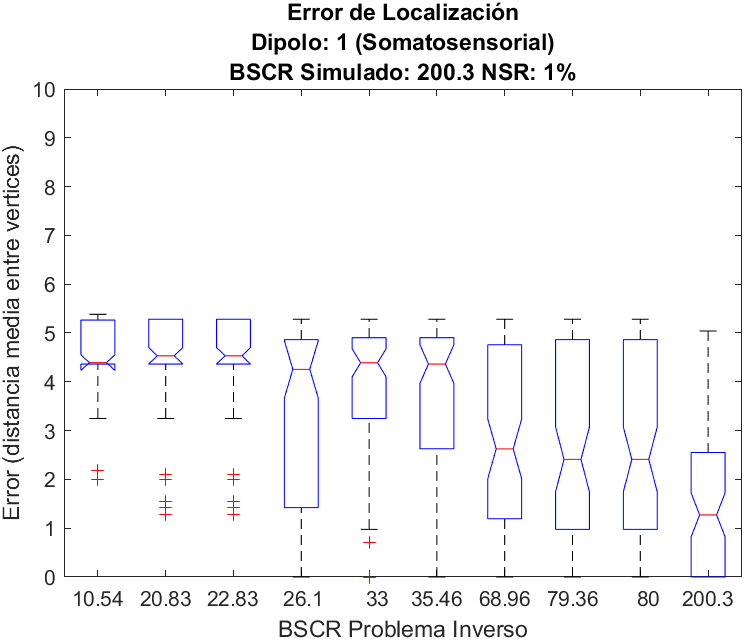 Error de Localización
Dipolo: 1 (Somatosensorial)
BSCR Simulado: 200.3 NSR: 1%
Error (distancia media entre vertices)
10
9
8
7
6
5
4
3
2
1
0
10.54 20.83 22.83 26.1 33 35.46 68.96 79.36 80 200.3
BSCR Problema Inverso